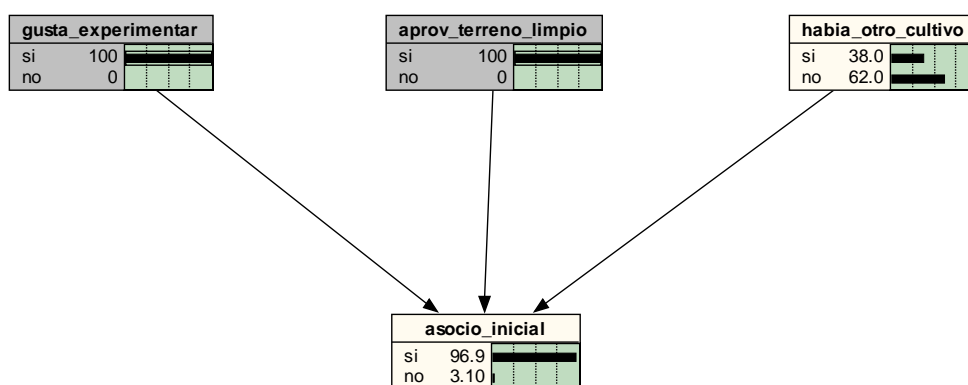 gusta_experimentar
si 100
no 0
aprov_terreno_limpio
si 100
no 0
habia_otro_cultivo
si 38.0
no 62.0
asocio_inicial
si 96.9
no 3.10